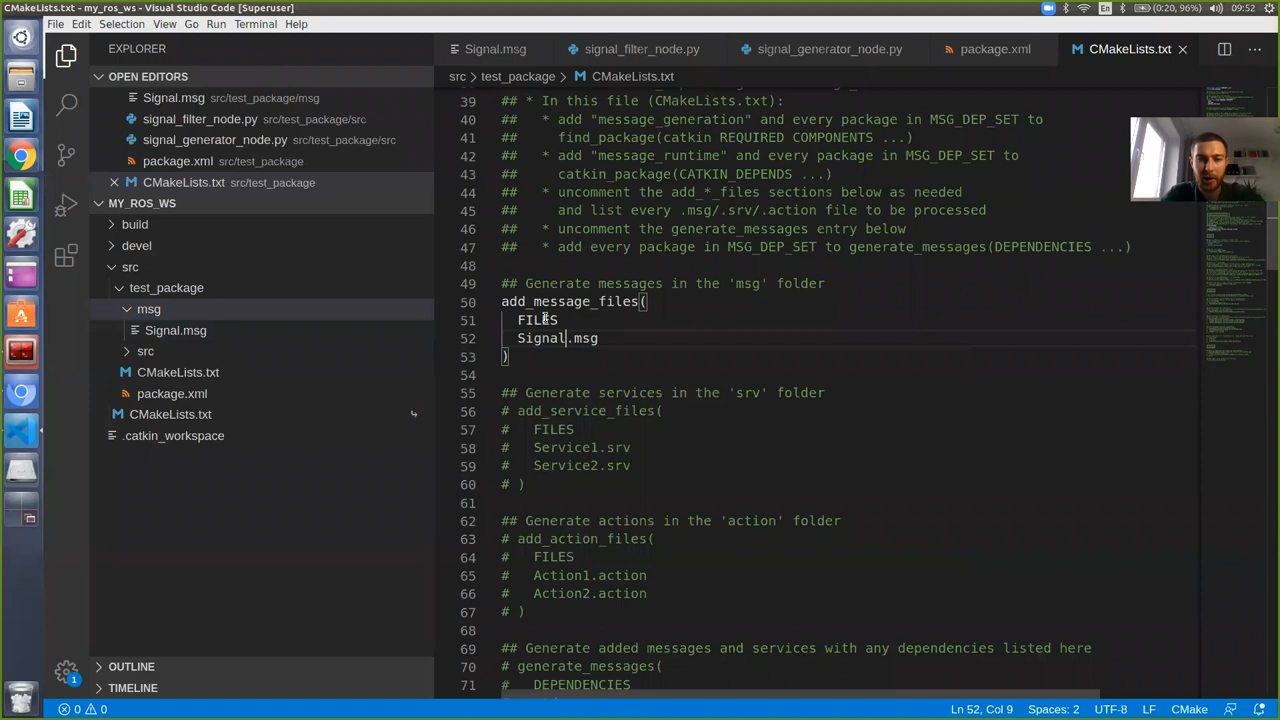 CMakeLists.txt - my_ros_ws - Visual Studio Code [Superuser]
En
(0:20, 96%)
09:52
File Edit Selection View Go Run Terminal Help
EXPLORER
OPEN EDITORS
Signal.msg src/test_package/msg
signal_filter_node.py src/test_package/src
signal_generator_node.py src/test_package/src
package.xml src/test_package
CMakeLists.txt src/test_package
MY_ROS_WS
build
devel
src
test_package
msg
Signal.msg
src
CMakeLists.txt
package.xml
CMakeLists.txt
.catkin_workspace
OUTLINE
TIMELINE
Signal.msg signal_filter_node.py signal_generator_node.py package.xml CMakeLists.txt
src > test_package > CMakeLists.txt
39 ## * In this file (CMakeLists.txt):
40 ##   * add "message_generation" and every package in MSG_DEP_SET to
41 ##     find_package(catkin REQUIRED COMPONENTS ...)
42 ##   * add "message_runtime" and every package in MSG_DEP_SET to
43 ##     catkin_package(CATKIN_DEPENDS ...)
44 ##   * uncomment the add_*_files sections below as needed
45 ##     and list every .msg/.srv/.action file to be processed
46 ##   * uncomment the generate_messages entry below
47 ##   * add every package in MSG_DEP_SET to generate_messages(DEPENDENCIES ...)
48
49 ## Generate messages in the 'msg' folder
50 add_message_files(
51   FILES
52   Signal.msg
53 )
54
55 ## Generate services in the 'srv' folder
56 # add_service_files(
57 #   FILES
58 #   Service1.srv
59 #   Service2.srv
60 # )
61
62 ## Generate actions in the 'action' folder
63 # add_action_files(
64 #   FILES
65 #   Action1.action
66 #   Action2.action
67 # )
68
69 ## Generate added messages and services with any dependencies listed here
70 # generate_messages(
71 #   DEPENDENCIES
1
0 0
Ln 52, Col 9 Spaces: 2 UTF-8 LF CMake